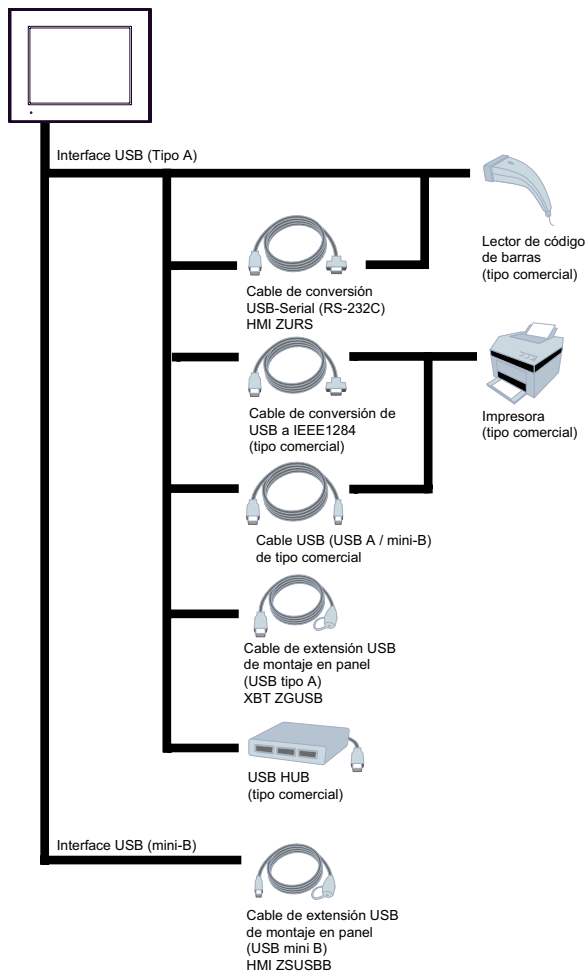 Interface USB (Tipo A)
Lector de código
de barras
(tipo comercial)
Cable de conversión
USB-Serial (RS-232C)
HMI ZURS
Cable de conversión de
USB a IEEE1284
(tipo comercial)
Impresora
(tipo comercial)
Cable USB (USB A / mini-B)
de tipo comercial
Cable de extensión USB
de montaje en panel
(USB tipo A)
XBT ZGUSB
USB HUB
(tipo comercial)
Interface USB (mini-B)
Cable de extensión USB
de montaje en panel
(USB mini B)
HMI ZSUSBB